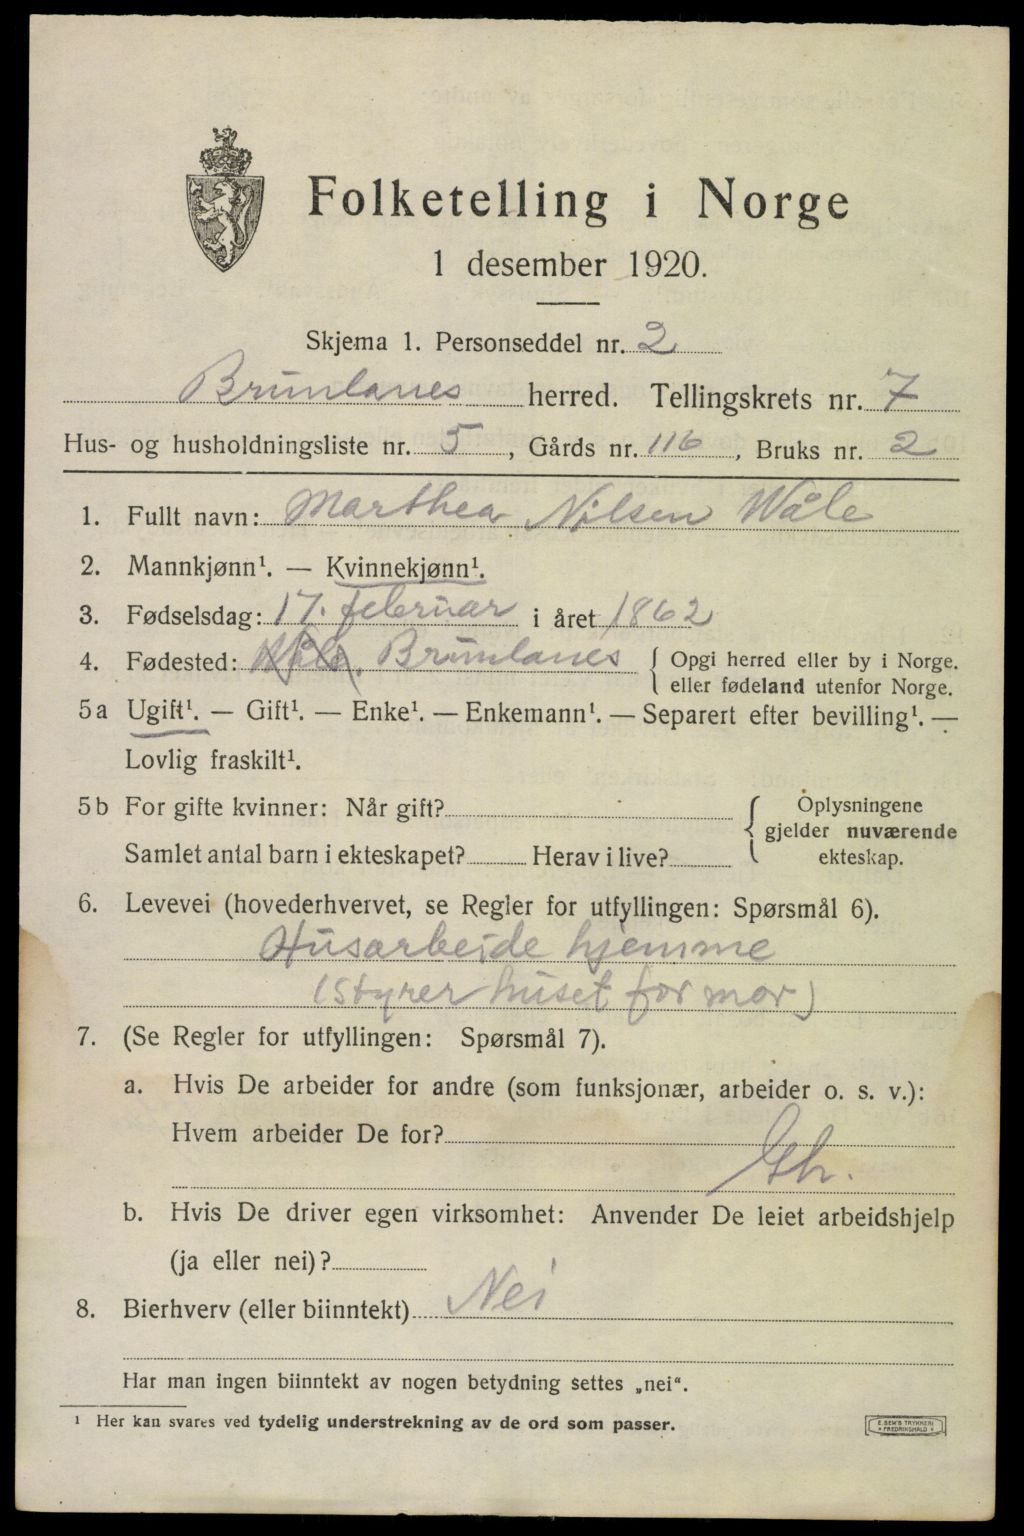 Folketelling i Norge
1 desember 1920.
Skjema 1. Personseddel nr. 2
Brunlanes herred. Tellingskrets nr. 7
Hus- og husholdningsliste nr. 5, Gårds nr. 116, Bruks nr. 2
1. Fullt navn: Marthea Nilsen Wåle
2. Mannkjønn¹. — Kvinnekjønn¹.
3. Fødselsdag: 17. februar i året 1862
4. Fødested: Wåle. Brunlanes { Opgi herred eller by i Norge.
eller fødeland utenfor Norge.
5a Ugift¹. — Gift¹. — Enke¹. — Enkemann¹. — Separert efter bevilling¹. —
Lovlig fraskilt¹.
5b For gifte kvinner: Når gift? { Oplysningene
gjelder nuværende
Samlet antal barn i ekteskapet? Herav i live? ekteskap.
6. Levevei (hovederhvervet, se Regler for utfyllingen: Spørsmål 6).
Husarbeide hjemme
(styrer huset for mor)
7. (Se Regler for utfyllingen: Spørsmål 7).
a. Hvis De arbeider for andre (som funksjonær, arbeider o. s. v.):
Hvem arbeider De for?
b. Hvis De driver egen virksomhet: Anvender De leiet arbeidshjelp
(ja eller nei)?
8. Bierhverv (eller biinntekt) Nei
Har man ingen biinntekt av nogen betydning settes „nei“.
¹ Her kan svares ved tydelig understrekning av de ord som passer.
E. SEM'S TRYKKERI
FREDRIKSHALD